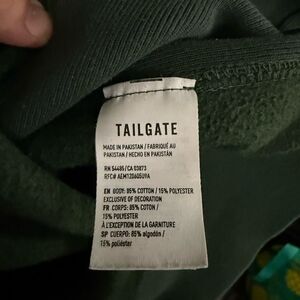 TAILGATE
MADE IN PAKISTAN / FABRIQUÉ AU
PAKISTAN / HECHO EN PAKISTÁN
RN 54485/CA 03873
RFC# AEM120605U9A
EN BODY: 85% COTTON / 15% POLYESTER
EXCLUSIVE OF DECORATION
FR CORPS: 85% COTON /
15% POLYESTER
À L'EXCEPTION DE LA GARNITURE
SP CUERPO: 85% algodón /
15% poliéster